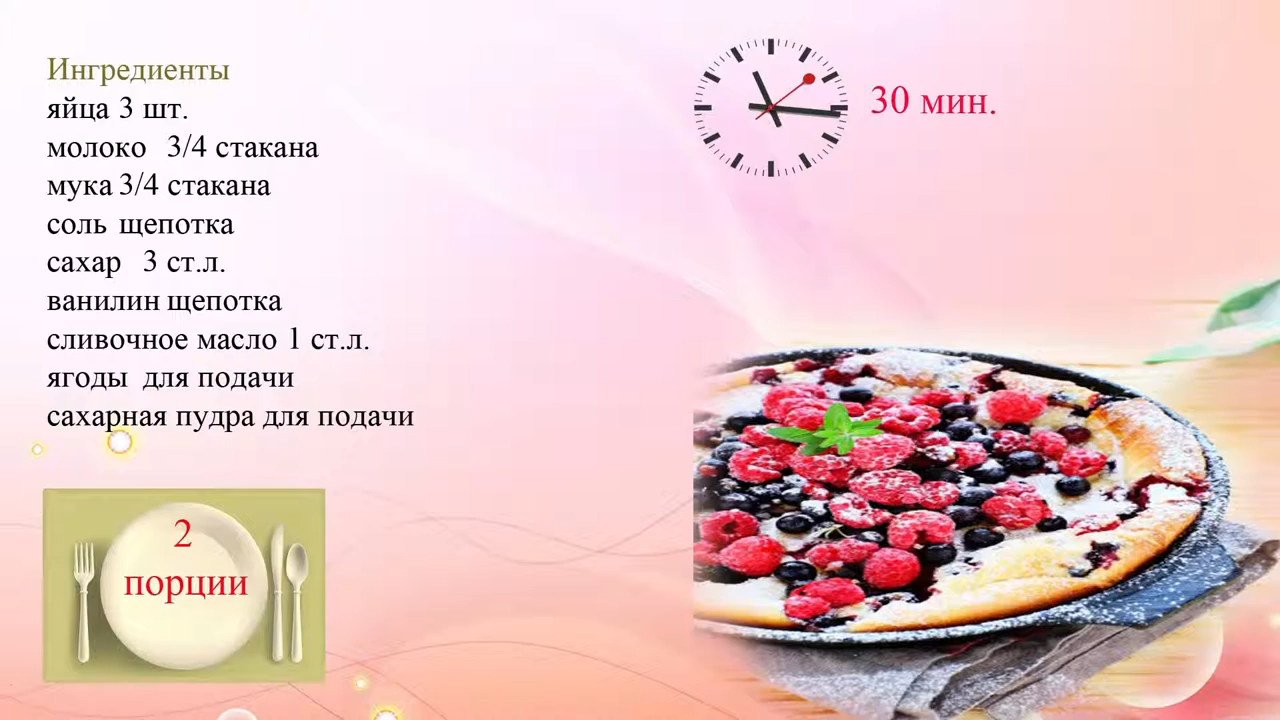 Ингредиенты
яйца 3 шт.
молоко 3/4 стакана
мука 3/4 стакана
соль щепотка
сахар 3 ст.л.
ванилин щепотка
сливочное масло 1 ст.л.
ягоды для подачи
сахарная пудра для подачи
30 мин.
2
порции